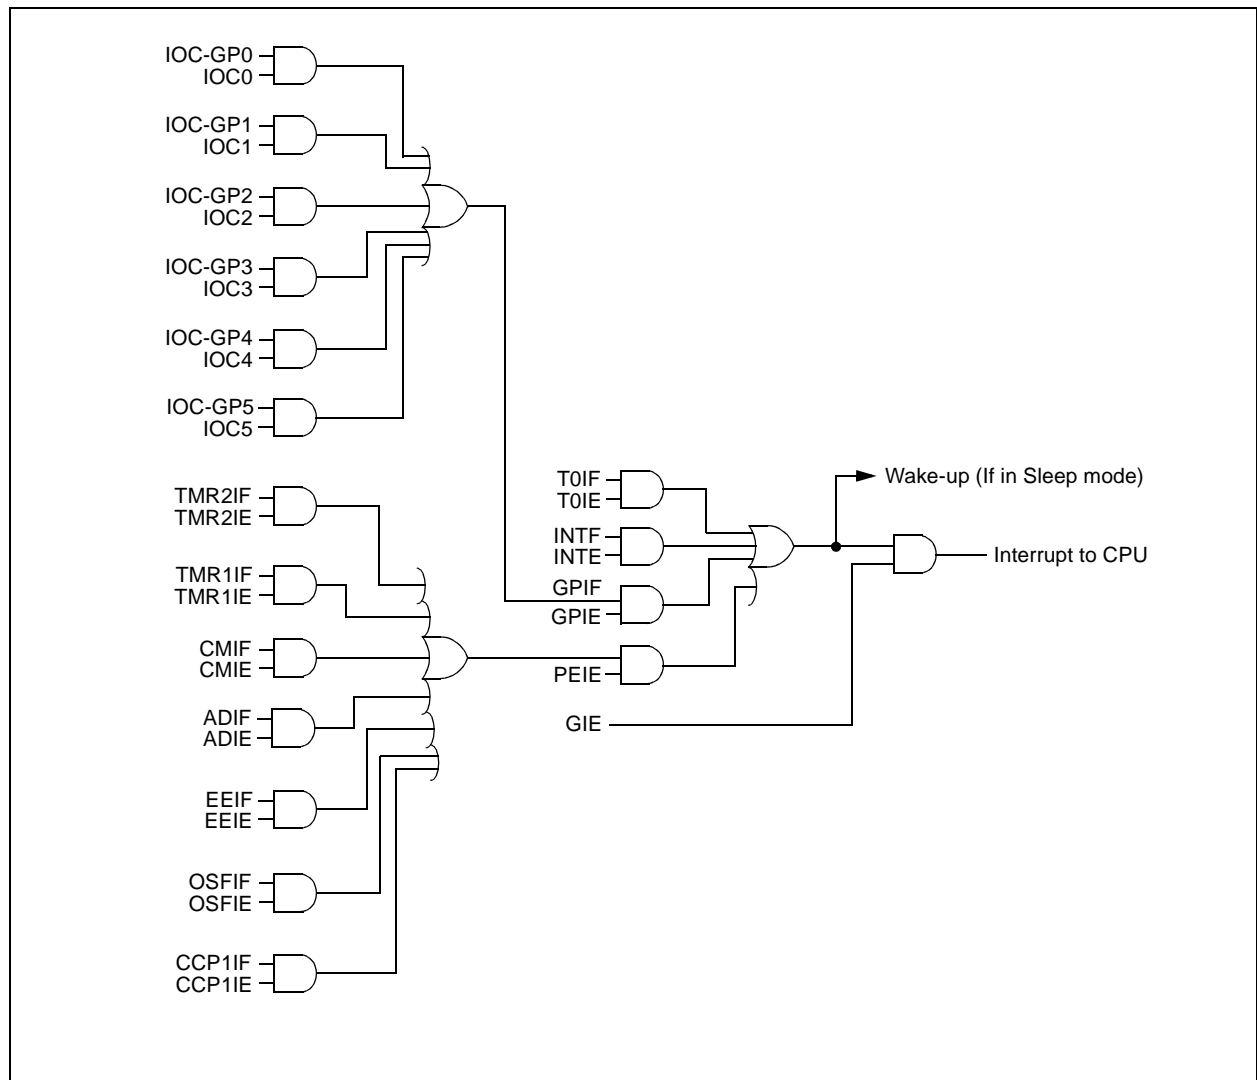 IOC-GP0
IOC0
IOC-GP1
IOC1
IOC-GP2
IOC2
IOC-GP3
IOC3
IOC-GP4
IOC4
IOC-GP5
IOC5
TMR2IF
TMR2IE
TMR1IF
TMR1IE
CMIF
CMIE
ADIF
ADIE
EEIF
EEIE
OSFIF
OSFIE
CCP1IF
CCP1IE
T0IF
T0IE
INTF
INTE
GPIF
GPIE
PEIE
GIE
Wake-up (If in Sleep mode)
Interrupt to CPU